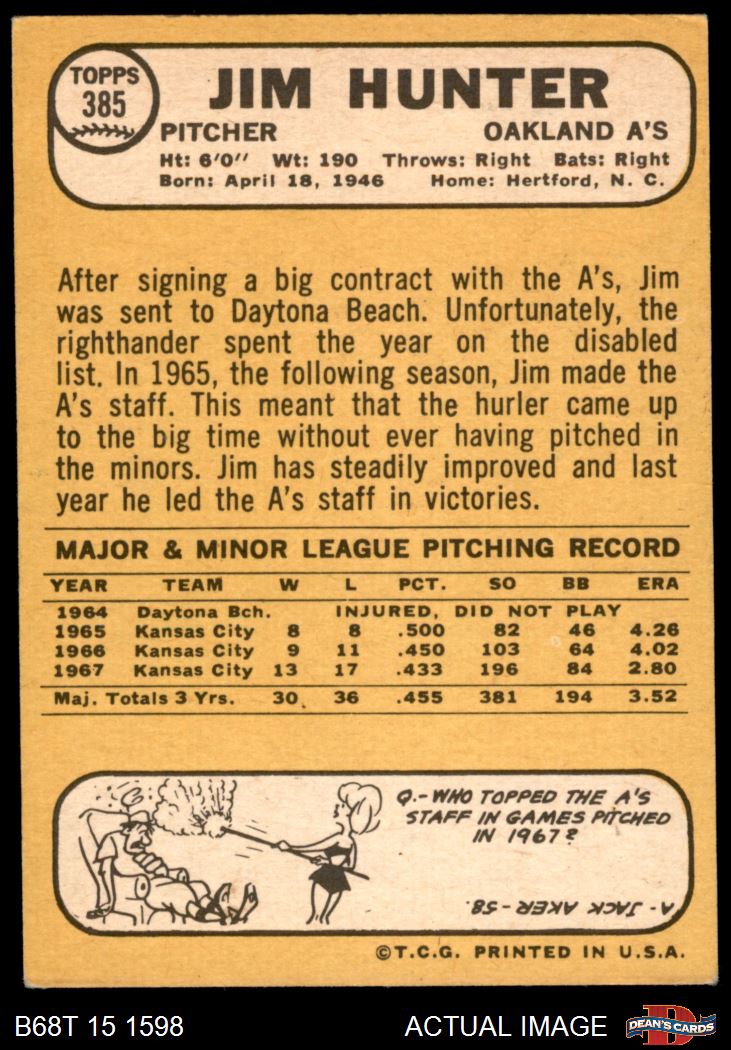 TOPPS
385
JIM HUNTER
PITCHER OAKLAND A'S
Ht: 6'0" Wt: 190 Throws: Right Bats: Right
Born: April 18, 1946 Home: Hertford, N. C.
After signing a big contract with the A's, Jim
was sent to Daytona Beach. Unfortunately, the
righthander spent the year on the disabled
list. In 1965, the following season, Jim made the
A's staff. This meant that the hurler came up
to the big time without ever having pitched in
the minors. Jim has steadily improved and last
year he led the A's staff in victories.
MAJOR & MINOR LEAGUE PITCHING RECORD
YEAR TEAM W L PCT. SO BB ERA
1964 Daytona Bch. INJURED, DID NOT PLAY
1965 Kansas City 8 8 .500 82 46 4.26
1966 Kansas City 9 11 .450 103 64 4.02
1967 Kansas City 13 17 .433 196 84 2.80
Maj. Totals 3 Yrs. 30 36 .455 381 194 3.52
Q.-WHO TOPPED THE A'S
STAFF IN GAMES PITCHED
IN 1967?
A- JACK AKER-58.
©T.C.G. PRINTED IN U.S.A.
B68T 15 1598 ACTUAL IMAGE DEAN'S CARDS